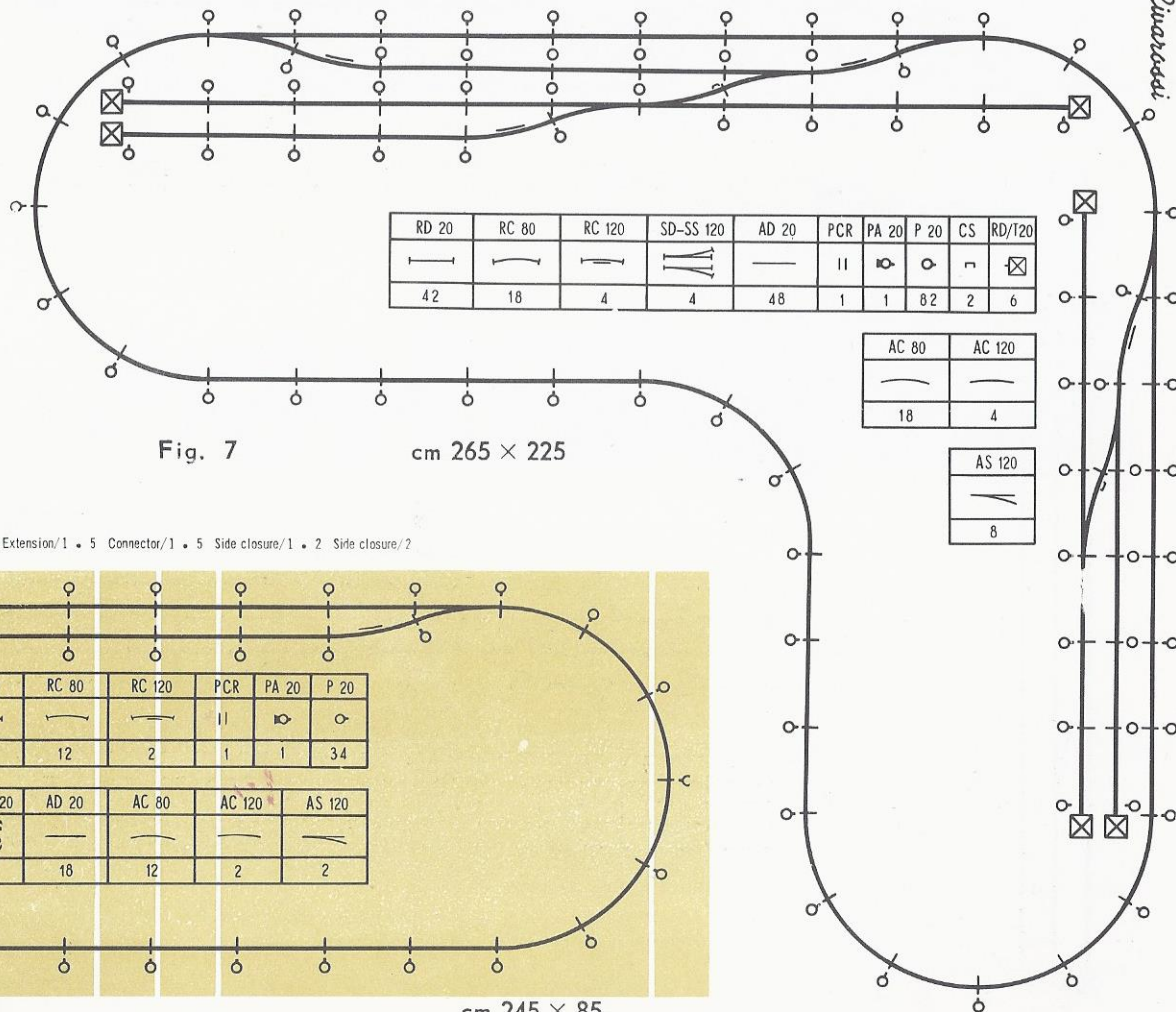 RD 20 RC 80 RC 120 SD-SS 120 AD 20 PCR PA 20 P 20 CS RD/T20
42 18 4 4 48 1 1 82 2 6
AC 80 AC 120
18 4
AS 120
8
Fig. 7
cm 265 × 225
Extension/1 • 5 Connector/1 • 5 Side closure/1 • 2 Side closure/2
RC 80 RC 120 PCR PA 20 P 20
12 2 1 1 34
20 AD 20 AC 80 AC 120 AS 120
18 12 2 2
cm 245 × 85